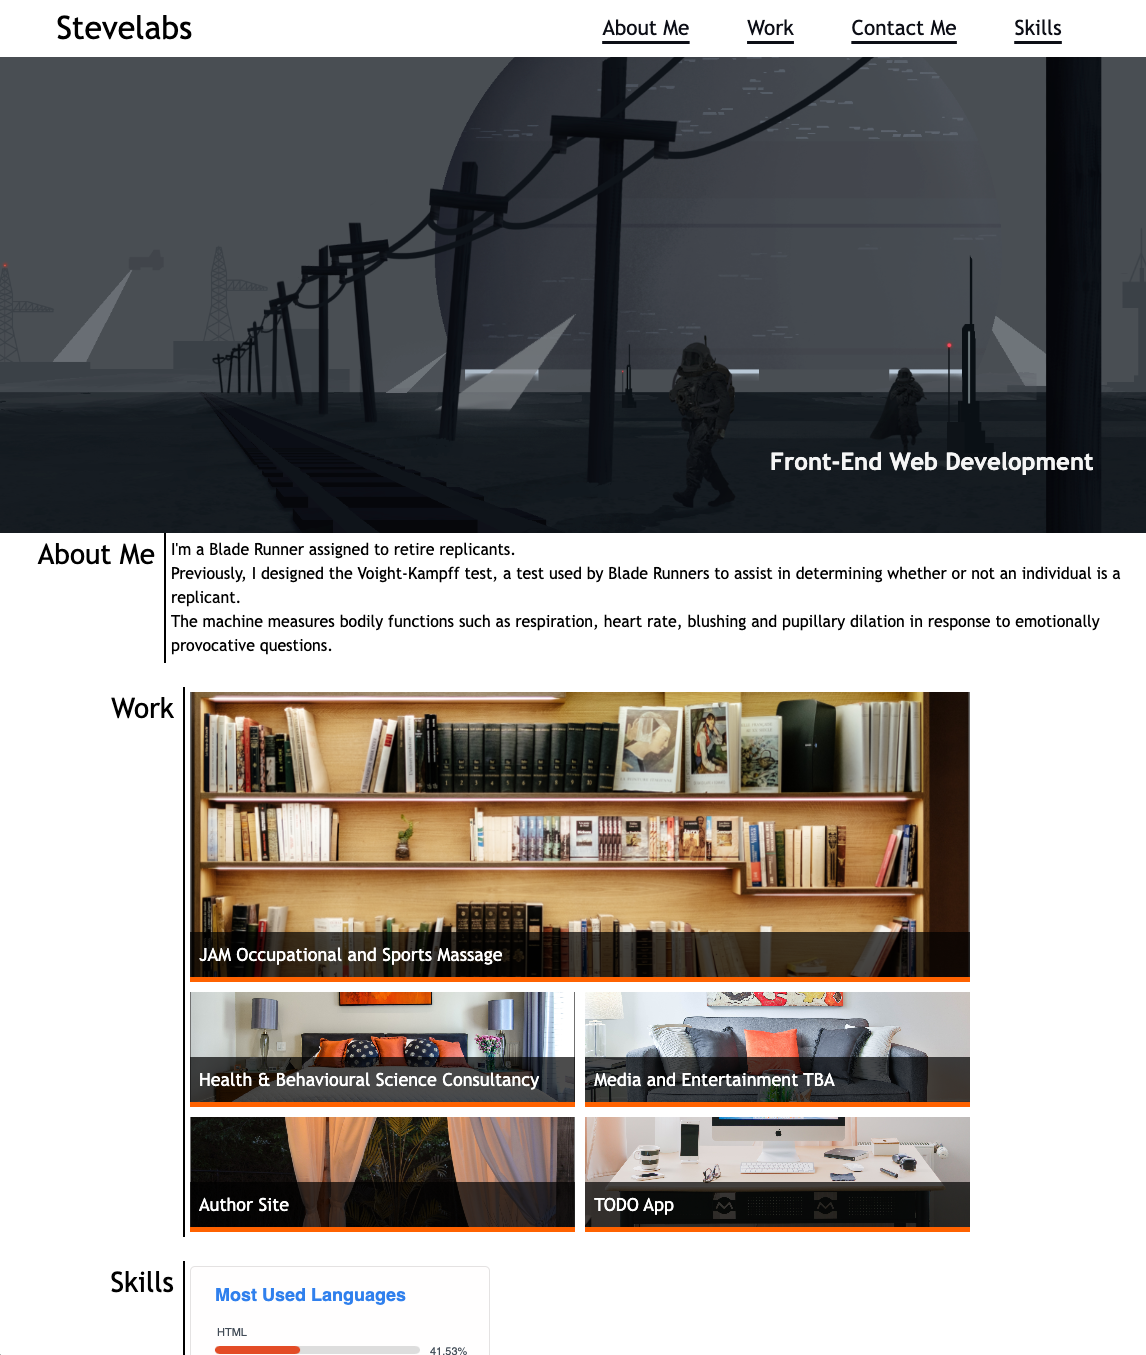 Stevelabs
About Me
Work
Contact Me
Skills
Front-End Web Development
About Me
I'm a Blade Runner assigned to retire replicants.
Previously, I designed the Voight-Kampff test, a test used by Blade Runners to assist in determining whether or not an individual is a
replicant.
The machine measures bodily functions such as respiration, heart rate, blushing and pupillary dilation in response to emotionally
provocative questions.
Work
JAM Occupational and Sports Massage
Health & Behavioural Science Consultancy
Media and Entertainment TBA
Author Site
TODO App
Skills
Most Used Languages
HTML
41.53%